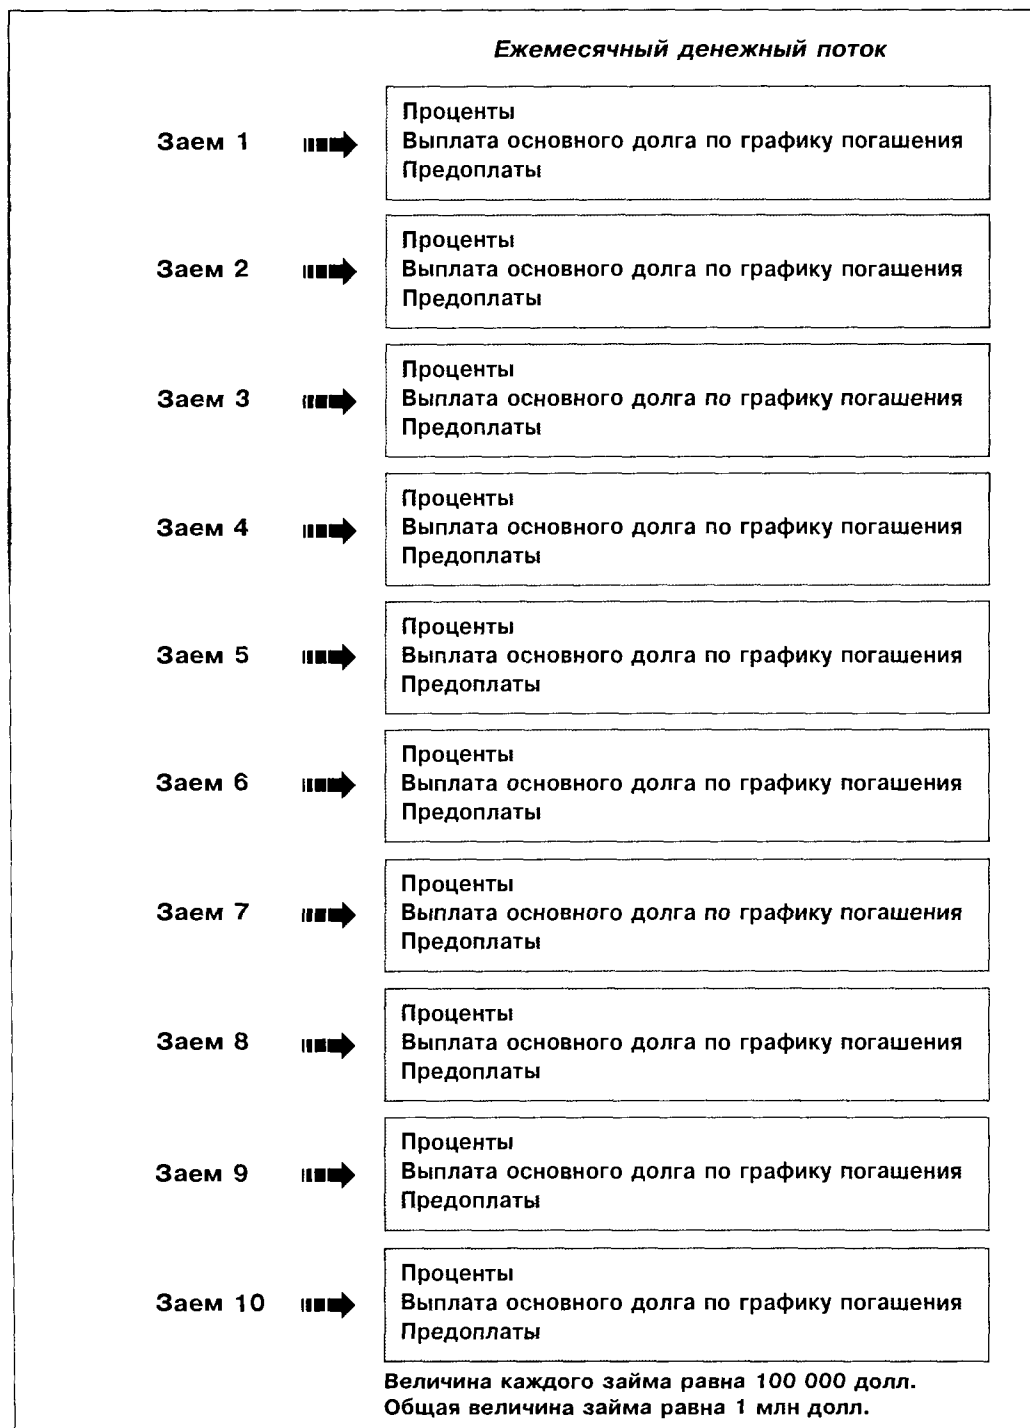 Ежемесячный денежный поток
Заем 1
Проценты
Выплата основного долга по графику погашения
Предоплаты
Заем 2
Проценты
Выплата основного долга по графику погашения
Предоплаты
Заем 3
Проценты
Выплата основного долга по графику погашения
Предоплаты
Заем 4
Проценты
Выплата основного долга по графику погашения
Предоплаты
Заем 5
Проценты
Выплата основного долга по графику погашения
Предоплаты
Заем 6
Проценты
Выплата основного долга по графику погашения
Предоплаты
Заем 7
Проценты
Выплата основного долга по графику погашения
Предоплаты
Заем 8
Проценты
Выплата основного долга по графику погашения
Предоплаты
Заем 9
Проценты
Выплата основного долга по графику погашения
Предоплаты
Заем 10
Проценты
Выплата основного долга по графику погашения
Предоплаты
Величина каждого займа равна 100 000 долл.
Общая величина займа равна 1 млн долл.